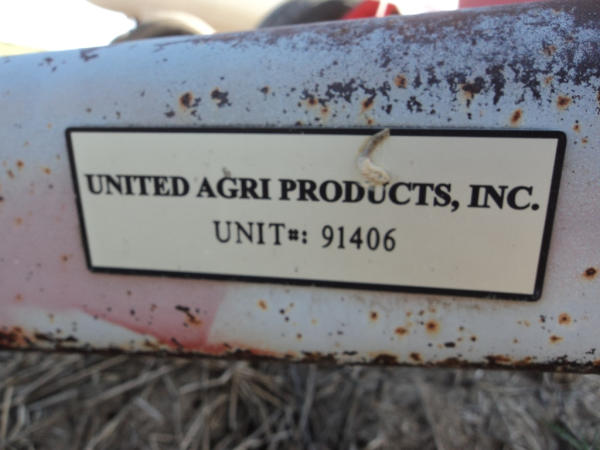 UNITED AGRI PRODUCTS, INC.
UNIT#: 91406